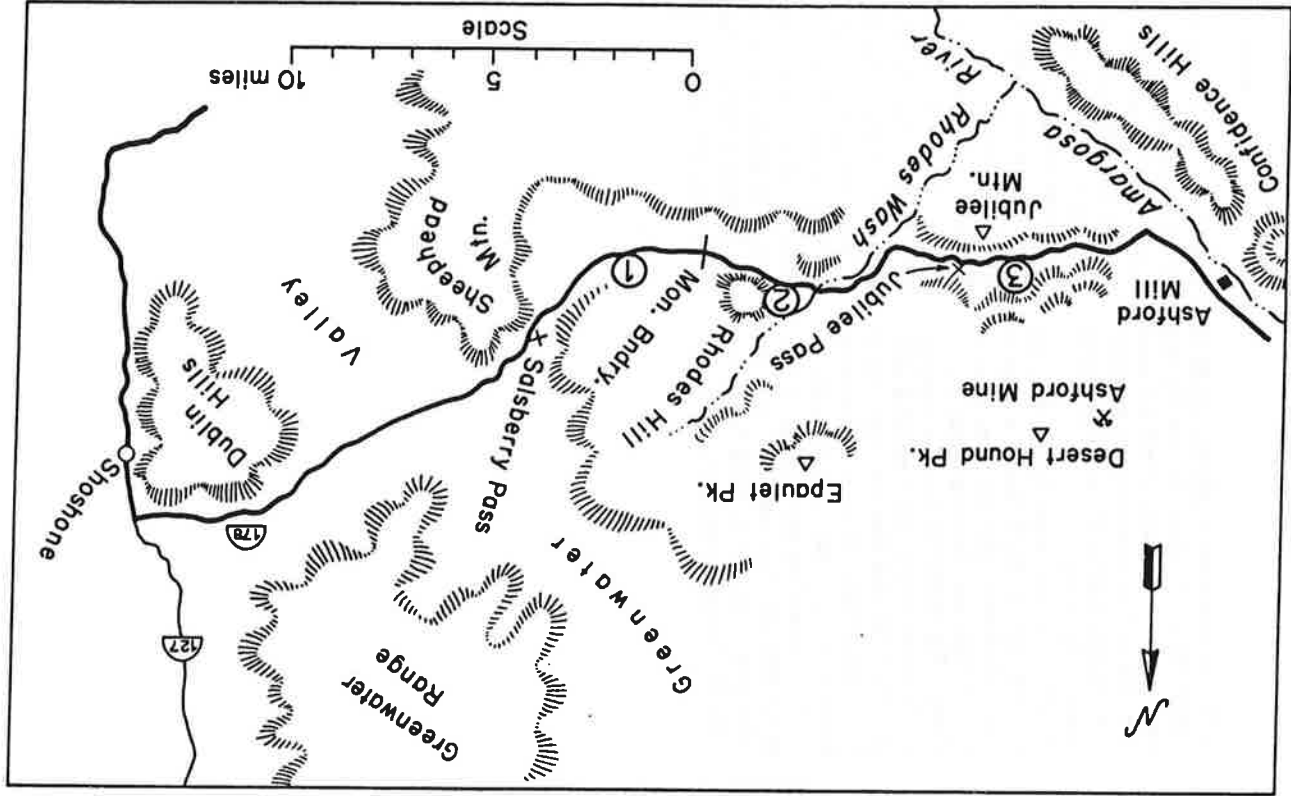 N
Greenwater
Range
127
Greenwater
Valley
178
Shoshone
Desert Hound Pk.
Ashford Mine
Epaulet Pk.
Salsberry Pass
Dublin
Hills
Rhodes Hill
Mon. Bndry.
Jubilee Pass
Ashford
Mill
3
2
1
Sheephead
Mtn.
Jubilee
Mtn.
Rhodes Wash
Amargosa
River
Confidence Hills
0
5
10 miles
Scale